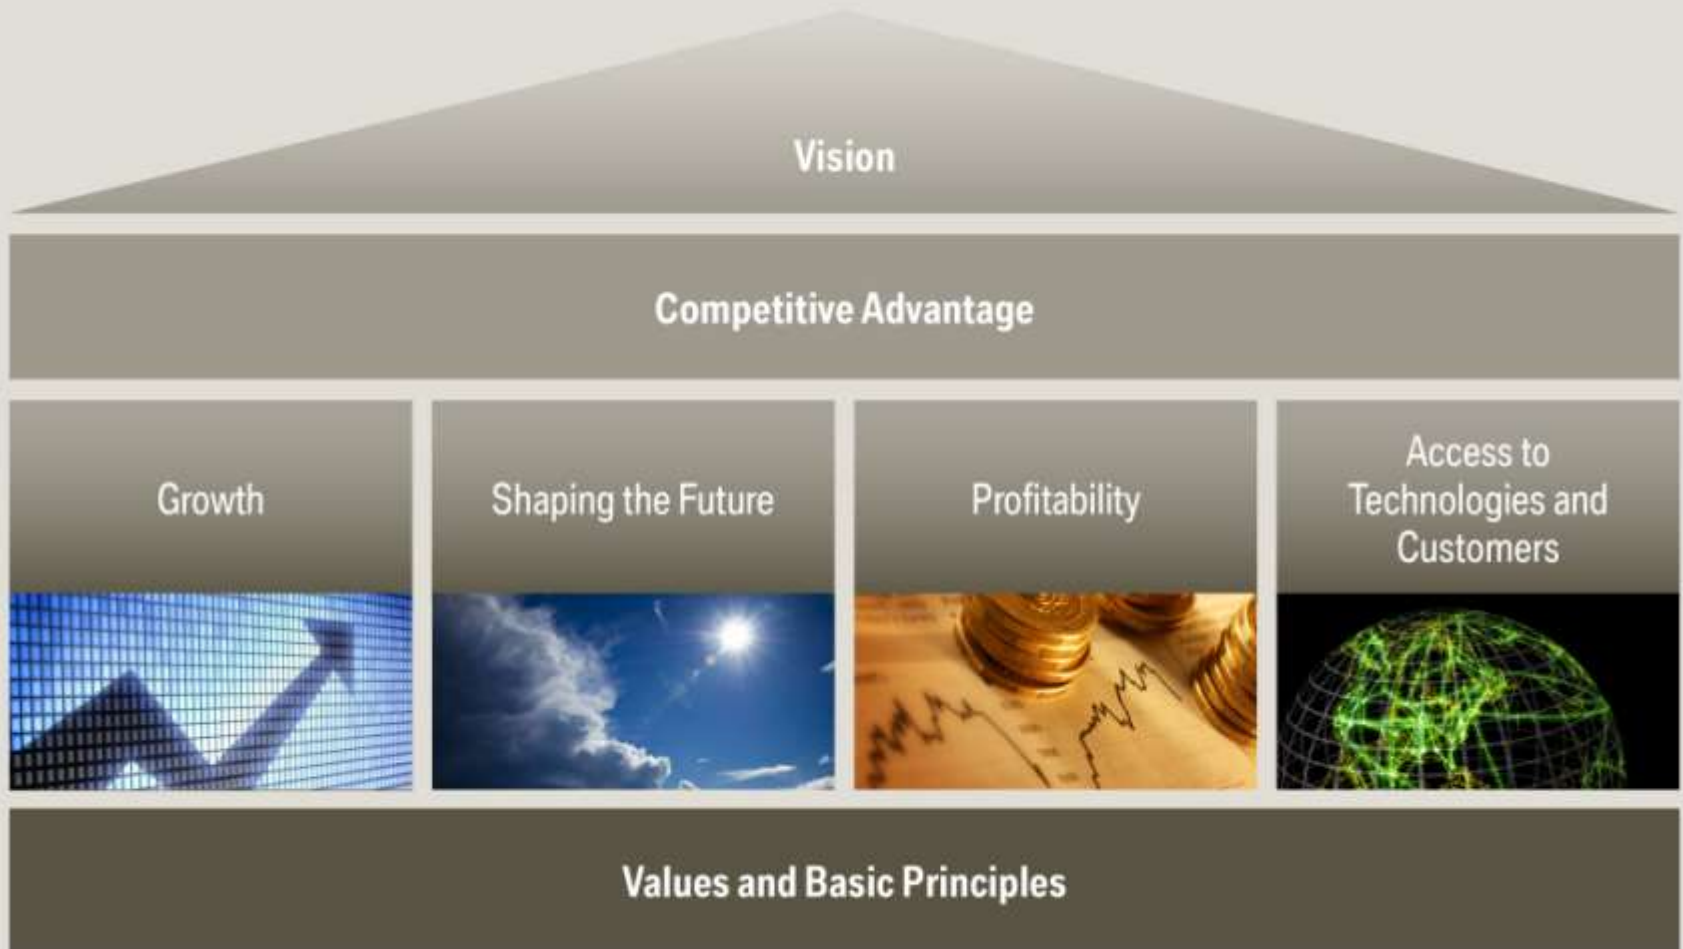 Vision
Competitive Advantage
Growth
Shaping the Future
Profitability
Access to
Technologies and
Customers
Values and Basic Principles